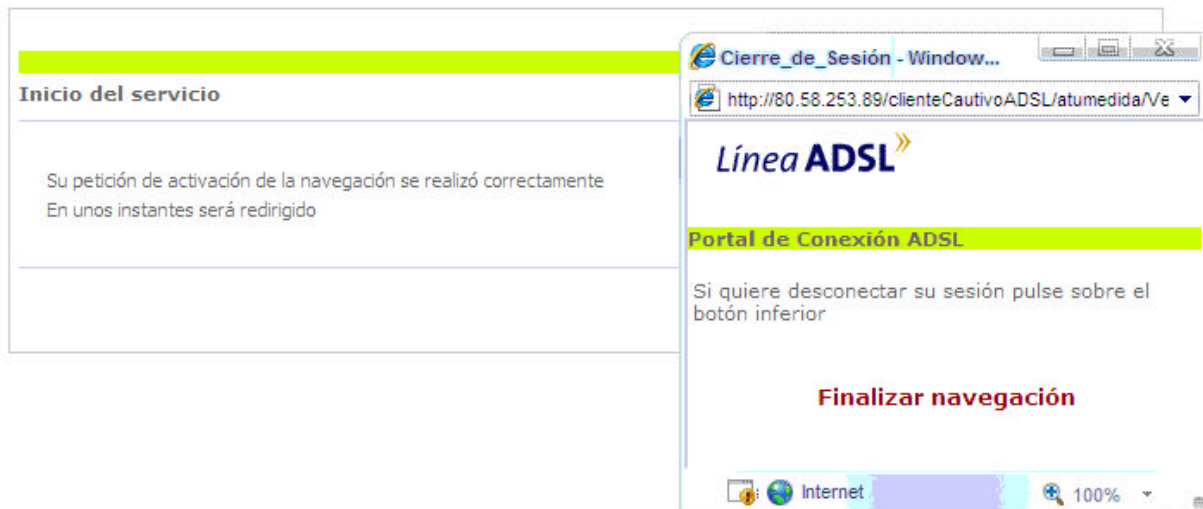 Inicio del servicio
Su petición de activación de la navegación se realizó correctamente
En unos instantes será redirigido
Cierre_de_Sesión - Window...
http://80.58.253.89/clienteCautivoADSL/atumedida/Ve
Línea ADSL»
Portal de Conexión ADSL
Si quiere desconectar su sesión pulse sobre el
botón inferior
Finalizar navegación
Internet
100%